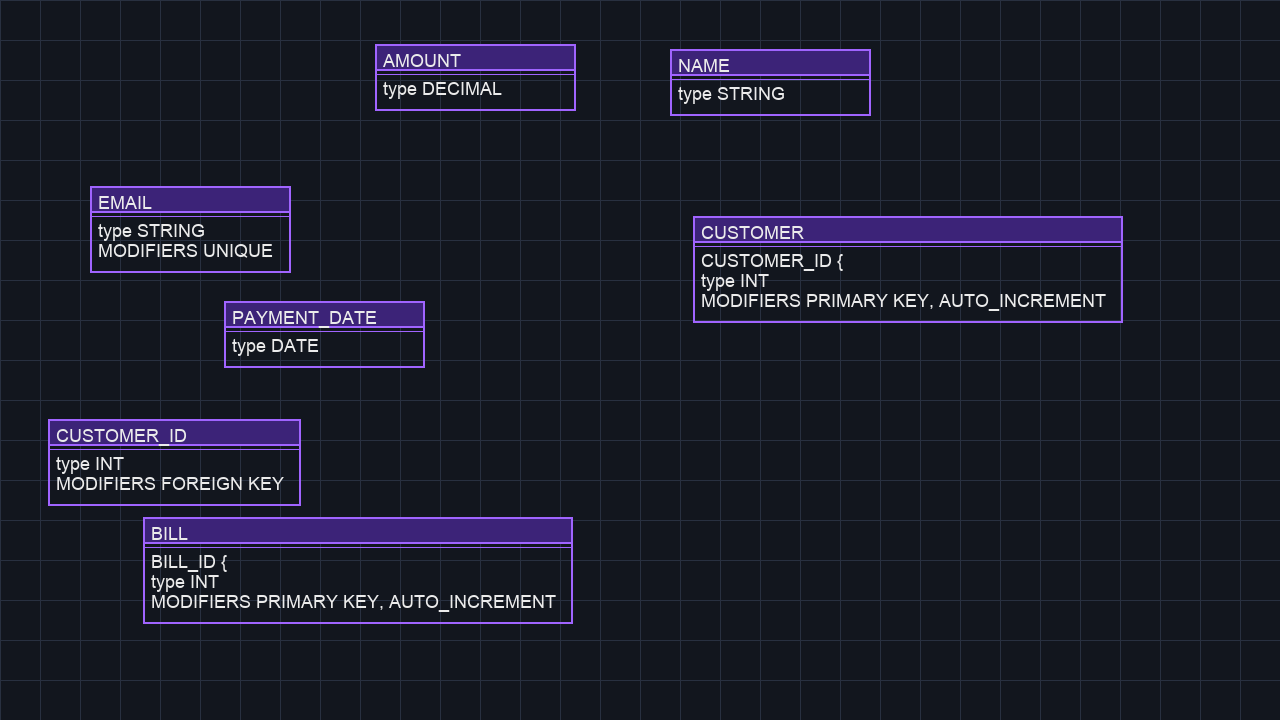 AMOUNT
type DECIMAL
NAME
type STRING
EMAIL
type STRING
MODIFIERS UNIQUE
CUSTOMER
CUSTOMER_ID {
type INT
MODIFIERS PRIMARY KEY, AUTO_INCREMENT
PAYMENT_DATE
type DATE
CUSTOMER_ID
type INT
MODIFIERS FOREIGN KEY
BILL
BILL_ID {
type INT
MODIFIERS PRIMARY KEY, AUTO_INCREMENT